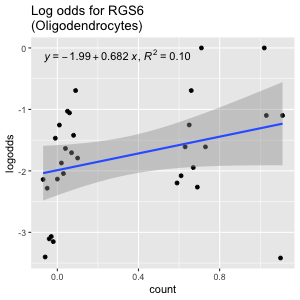 Log odds for RGS6
(Oligodendrocytes)
y = − 1.99 + 0.682 x, R² = 0.10
0
-1
-2
-3
logodds
0.0 0.4 0.8
count